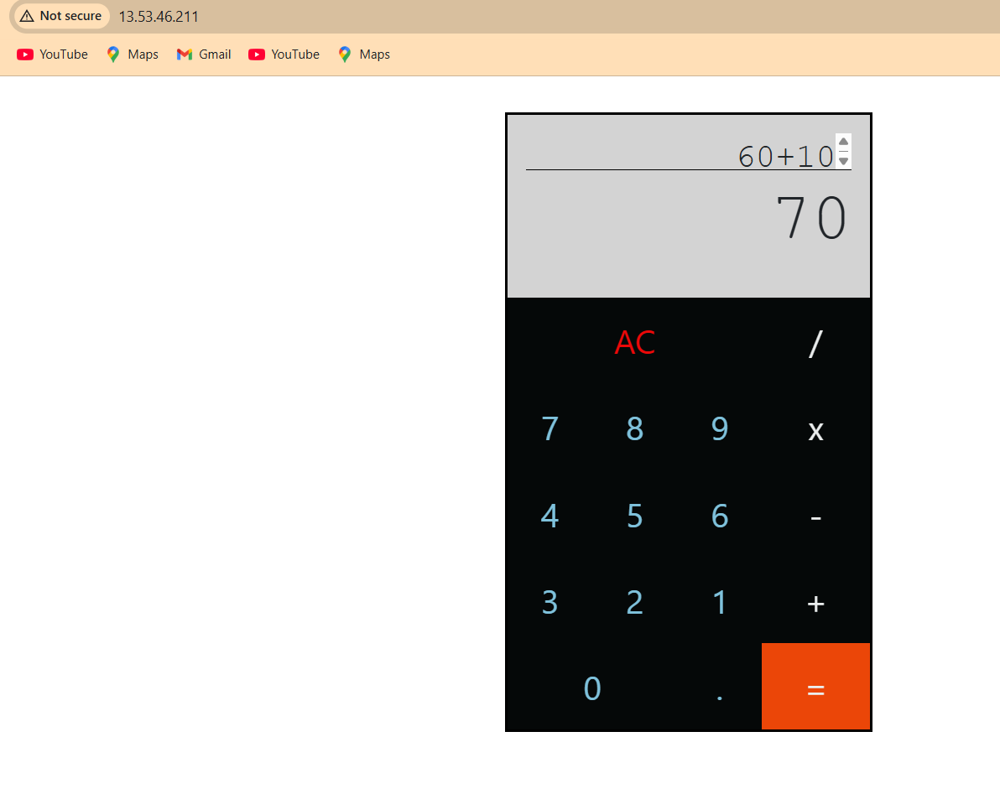 Not secure 13.53.46.211
YouTube Maps Gmail YouTube Maps
60+10
70
AC /
7 8 9 x
4 5 6 -
3 2 1 +
0 . =